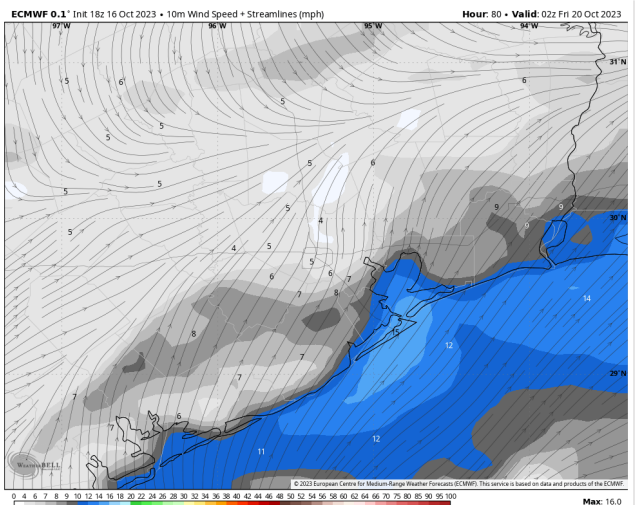 ECMWF 0.1° Init 18z 16 Oct 2023 • 10m Wind Speed + Streamlines (mph) Hour: 80 • Valid: 02z Fri 20 Oct 2023
97°W 96°W 95°W 94°W
31°N
5 6 6
5
5
5 6
5 5
5 9 9
4 30°N
5 9
4 5
5
6 6 7
7 8 14
8 15
12
7
29°N
7
7
6
7
12
11
WeatherBELL
© 2023 European Centre for Medium-Range Weather Forecasts (ECMWF). This service is based on data and products of the ECMWF.
0 4 6 7 8 9 10 12 14 16 18 20 21 24 26 28 30 32 34 36 38 40 42 44 46 48 50 52 54 56 58 60 64 66 70 75 80 85 90 95 100
Max: 16.0